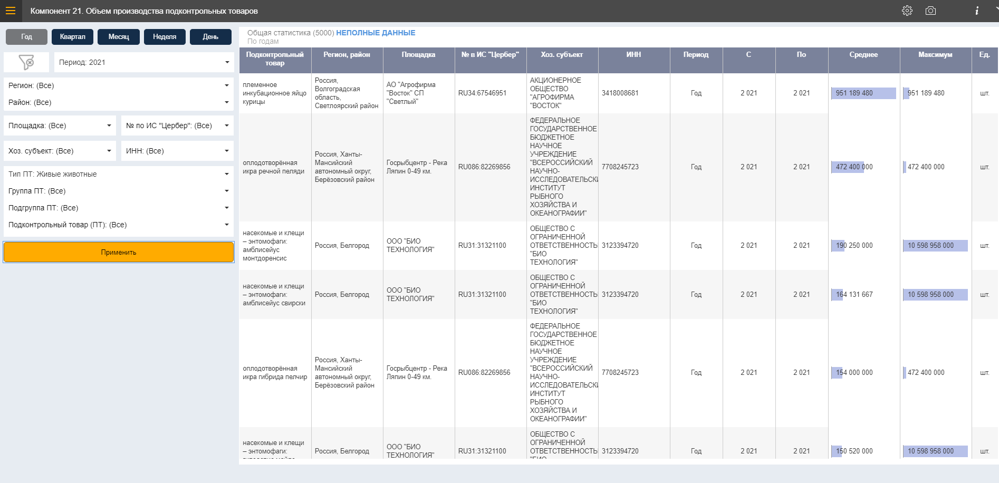 Компонент 21. Объем производства подконтрольных товаров
i
Год
Квартал
Месяц
Неделя
День
Период: 2021
Регион: (Все)
Район: (Все)
Площадка: (Все)
№ по ИС "Цербер": (Все)
Хоз. субъект: (Все)
ИНН: (Все)
Тип ПТ: Живые животные
Группа ПТ: (Все)
Подгруппа ПТ: (Все)
Подконтрольный товар (ПТ): (Все)
Применить
Общая статистика (5000) НЕПОЛНЫЕ ДАННЫЕ
По годам
Подконтрольный
товар
Регион, район
Площадка
№ в ИС "Цербер"
Хоз. субъект
ИНН
Период
С
По
Среднее
Максимум
Ед.
племенное
инкубационное яйцо
курицы
Россия,
Волгоградская
область,
Светлоярский район
АО "Агрофирма
"Восток" СП
"Светлый"
RU34:67546951
АКЦИОНЕРНОЕ
ОБЩЕСТВО
"АГРОФИРМА
"ВОСТОК"
3418008681
Год
2 021
2 021
951 189 480
951 189 480
шт.
оплодотворённая
икра речной пеляди
Россия, Ханты-
Мансийский
автономный округ,
Берёзовский район
Госрыбцентр - Река
Ляпин 0-49 км.
RU086:82269856
ФЕДЕРАЛЬНОЕ
ГОСУДАРСТВЕННОЕ
БЮДЖЕТНОЕ
НАУЧНОЕ
УЧРЕЖДЕНИЕ
"ВСЕРОССИЙСКИЙ
НАУЧНО-
ИССЛЕДОВАТЕЛЬСКИ
ИНСТИТУТ
РЫБНОГО
ХОЗЯЙСТВА И
ОКЕАНОГРАФИИ"
7708245723
Год
2 021
2 021
472 400 000
472 400 000
шт.
насекомые и клещи
– энтомофаги:
амблисейус
монтдоренсис
Россия, Белгород
ООО "БИО
ТЕХНОЛОГИЯ"
RU31:31321100
ОБЩЕСТВО С
ОГРАНИЧЕННОЙ
ОТВЕТСТВЕННОСТЬЮ
"БИО
ТЕХНОЛОГИЯ"
3123394720
Год
2 021
2 021
190 250 000
10 598 958 000
шт.
насекомые и клещи
– энтомофаги:
амблисейус свирски
Россия, Белгород
ООО "БИО
ТЕХНОЛОГИЯ"
RU31:31321100
ОБЩЕСТВО С
ОГРАНИЧЕННОЙ
ОТВЕТСТВЕННОСТЬЮ
"БИО
ТЕХНОЛОГИЯ"
3123394720
Год
2 021
2 021
164 131 667
10 598 958 000
шт.
оплодотворённая
икра гибрида пелчир
Россия, Ханты-
Мансийский
автономный округ,
Берёзовский район
Госрыбцентр - Река
Ляпин 0-49 км.
RU086:82269856
ФЕДЕРАЛЬНОЕ
ГОСУДАРСТВЕННОЕ
БЮДЖЕТНОЕ
НАУЧНОЕ
УЧРЕЖДЕНИЕ
"ВСЕРОССИЙСКИЙ
НАУЧНО-
ИССЛЕДОВАТЕЛЬСКИ
ИНСТИТУТ
РЫБНОГО
ХОЗЯЙСТВА И
ОКЕАНОГРАФИИ"
7708245723
Год
2 021
2 021
154 000 000
472 400 000
шт.
насекомые и клещи
– энтомофаги:
Россия, Белгород
ООО "БИО
ТЕХНОЛОГИЯ"
RU31:31321100
ОБЩЕСТВО С
ОГРАНИЧЕННОЙ
ОТВЕТСТВЕННОСТЬЮ
"БИО
3123394720
Год
2 021
2 021
150 520 000
10 598 958 000
шт.